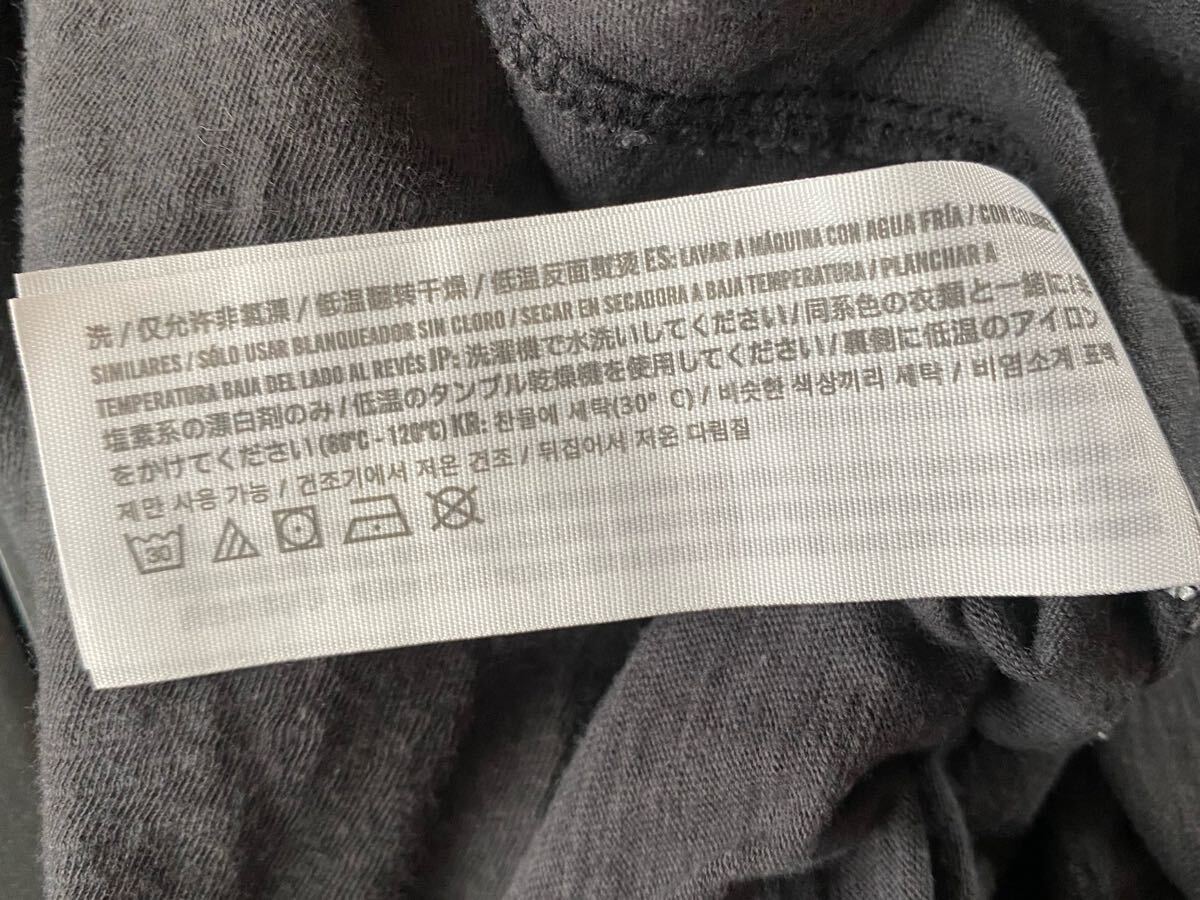 洗 / 仅允许非氯漂 / 低温翻转干燥 / 低温反面熨烫 ES: LAVAR A MÁQUINA CON AGUA FRÍA / CON COLORES
SIMILARES / SÓLO USAR BLANQUEADOR SIN CLORO / SECAR EN SECADORA A BAJA TEMPERATURA / PLANCHAR A
TEMPERATURA BAJA DEL LADO AL REVÉS JP: 洗濯機で水洗いしてください / 同系色の衣類と一緒に
塩素系の漂白剤のみ / 低温のタンブル乾燥機を使用してください / 裏側に低温のアイロン
をかけてください (80°C - 120°C) KR: 찬물에 세탁(30° C) / 비슷한 색상끼리 세탁 / 비염소계 표백
제만 사용 가능 / 건조기에서 저온 건조 / 뒤집어서 저온 다림질
30